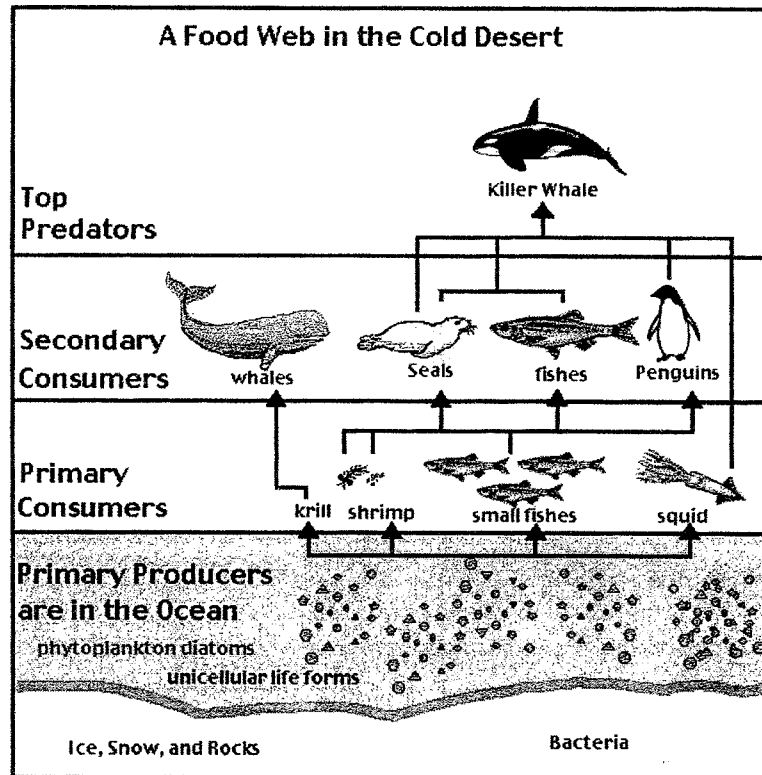 A Food Web in the Cold Desert
Killer Whale
Top
Predators
Secondary
Consumers
whales
Seals
fishes
Penguins
Primary
Consumers
krill
shrimp
small fishes
squid
Primary Producers
are in the Ocean
phytoplankton diatoms
unicellular life forms
Ice, Snow, and Rocks
Bacteria